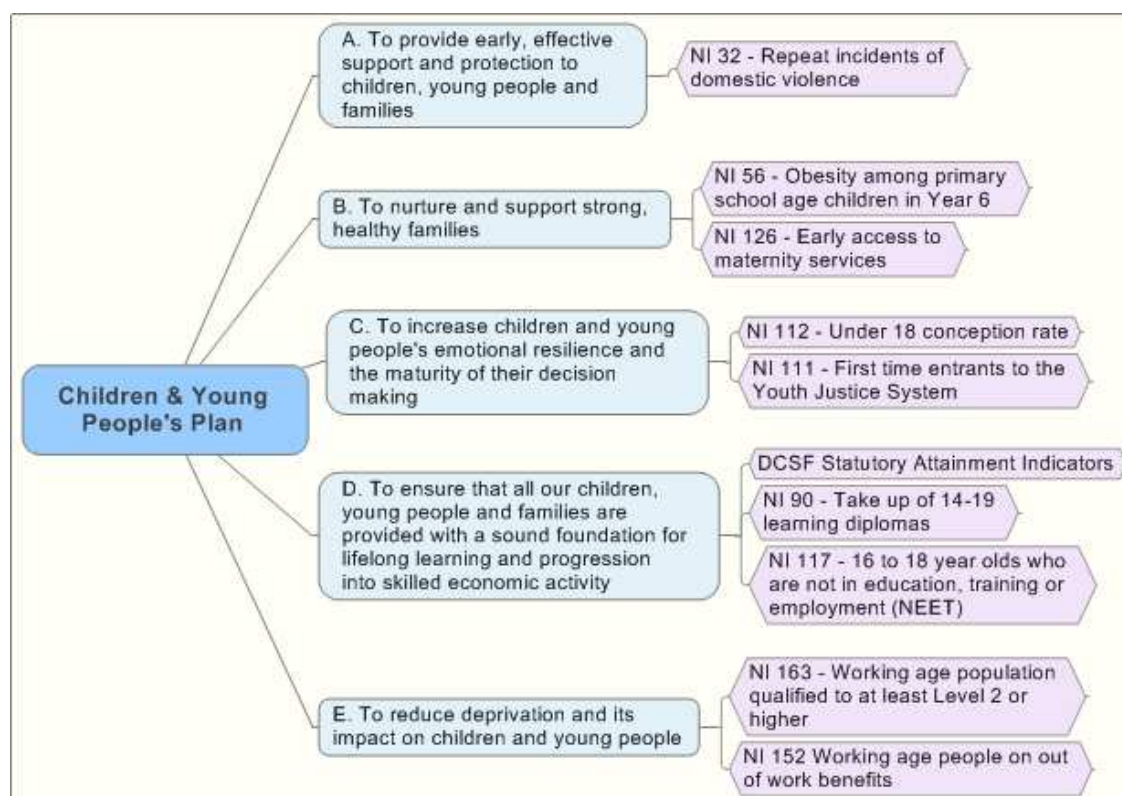 A. To provide early, effective
support and protection to
children, young people and
families
NI 32 - Repeat incidents of
domestic violence
B. To nurture and support strong,
healthy families
NI 56 - Obesity among primary
school age children in Year 6
NI 126 - Early access to
maternity services
C. To increase children and young
people's emotional resilience and
the maturity of their decision
making
NI 112 - Under 18 conception rate
NI 111 - First time entrants to the
Youth Justice System
Children & Young
People's Plan
D. To ensure that all our children,
young people and families are
provided with a sound foundation for
lifelong learning and progression
into skilled economic activity
DCSF Statutory Attainment Indicators
NI 90 - Take up of 14-19
learning diplomas
NI 117 - 16 to 18 year olds who
are not in education, training or
employment (NEET)
E. To reduce deprivation and its
impact on children and young people
NI 163 - Working age population
qualified to at least Level 2 or
higher
NI 152 Working age people on out
of work benefits